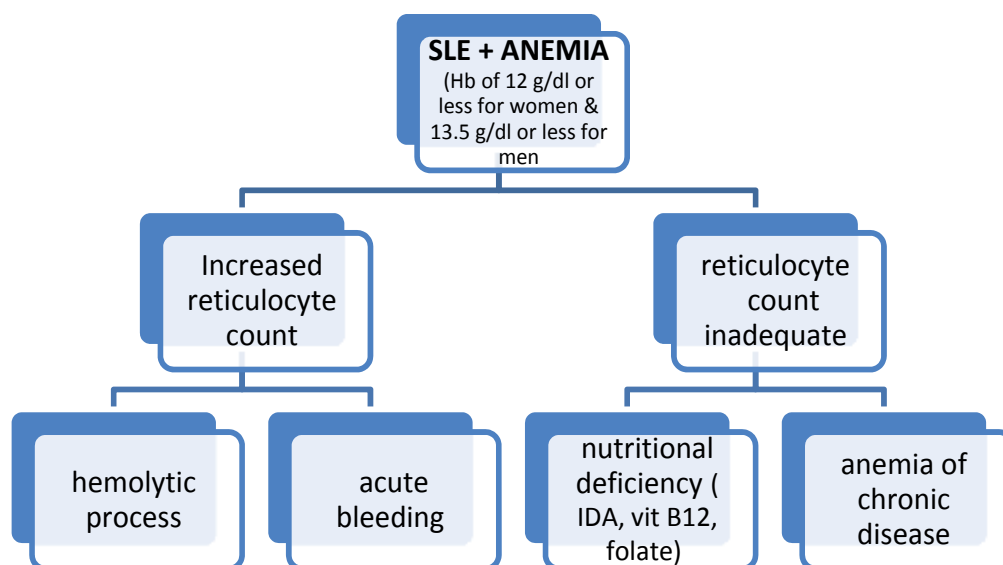 SLE + ANEMIA
(Hb of 12 g/dl or
less for women &
13.5 g/dl or less for
men
Increased
reticulocyte
count
reticulocyte
count
inadequate
hemolytic
process
acute
bleeding
nutritional
deficiency (
IDA, vit B12,
folate)
anemia of
chronic
disease